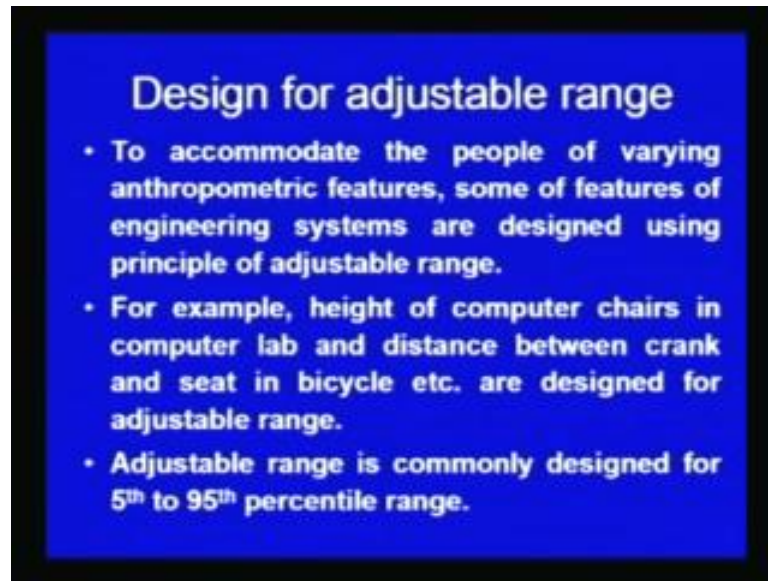 Design for adjustable range
• To accommodate the people of varying
anthropometric features, some of features of
engineering systems are designed using
principle of adjustable range.
• For example, height of computer chairs in
computer lab and distance between crank
and seat in bicycle etc. are designed for
adjustable range.
• Adjustable range is commonly designed for
5th to 95th percentile range.